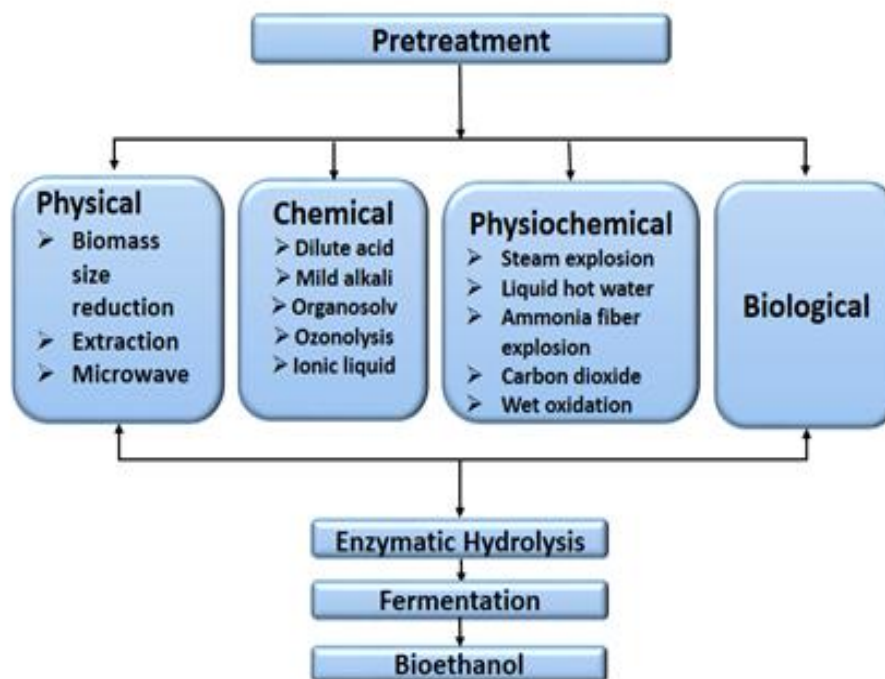 Pretreatment
Physical
➢ Biomass
size
reduction
➢ Extraction
➢ Microwave
Chemical
➢ Dilute acid
➢ Mild alkali
➢ Organosolv
➢ Ozonolysis
➢ Ionic liquid
Physiochemical
➢ Steam explosion
➢ Liquid hot water
➢ Ammonia fiber
explosion
➢ Carbon dioxide
➢ Wet oxidation
Biological
Enzymatic Hydrolysis
Fermentation
Bioethanol